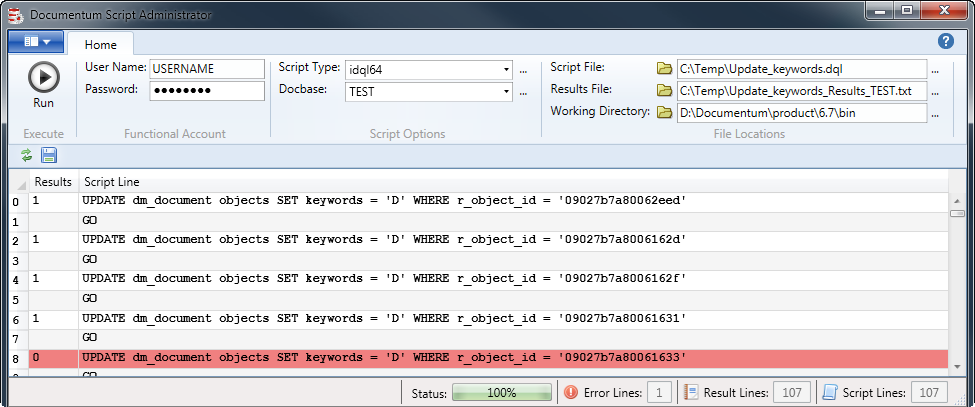 Documentum Script Administrator
Home
User Name: USERNAME Script Type: idql64 ... Script File: C:\Temp\Update_keywords.dql ...
Password: ●●●●●●●● Docbase: TEST ... Results File: C:\Temp\Update_keywords_Results_TEST.txt ...
Run Working Directory: D:\Documentum\product\6.7\bin ...
Execute Functional Account Script Options File Locations
Results Script Line
0 1 UPDATE dm_document objects SET keywords = 'D' WHERE r_object_id = '09027b7a80062eed'
1 GO
2 1 UPDATE dm_document objects SET keywords = 'D' WHERE r_object_id = '09027b7a8006162d'
3 GO
4 1 UPDATE dm_document objects SET keywords = 'D' WHERE r_object_id = '09027b7a8006162f'
5 GO
6 1 UPDATE dm_document objects SET keywords = 'D' WHERE r_object_id = '09027b7a80061631'
7 GO
8 0 UPDATE dm_document objects SET keywords = 'D' WHERE r_object_id = '09027b7a80061633'
GO
Status: 100% Error Lines: 1 Result Lines: 107 Script Lines: 107